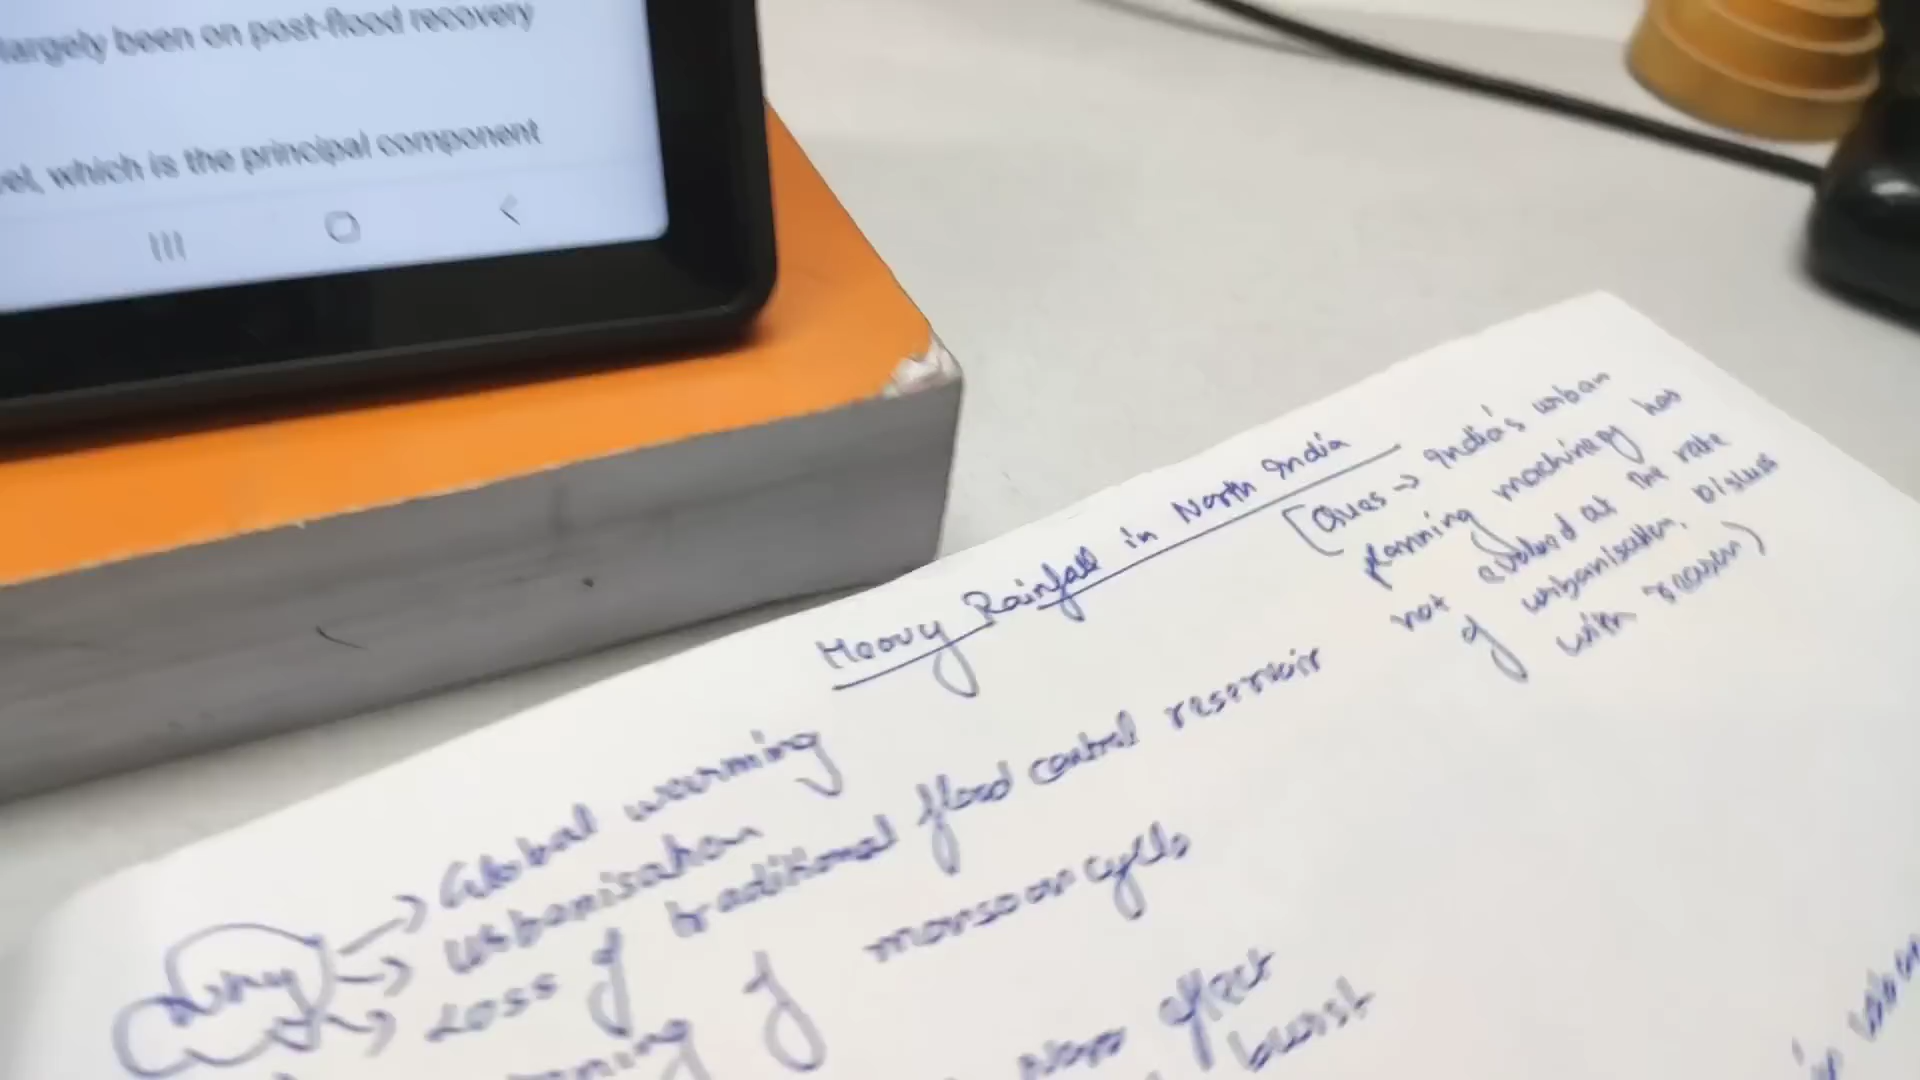 largely been on post-flood recovery
which is the principal component
Heavy Rainfall in North India
[Ques → India's urban
planning machinery has
not evolved at the rate
of urbanisation. Discuss
with reason)
Why
→ Global warming
→ Urbanisation
→ Loss of traditional flood control reservoir
of monsoon cycle
effect
burst